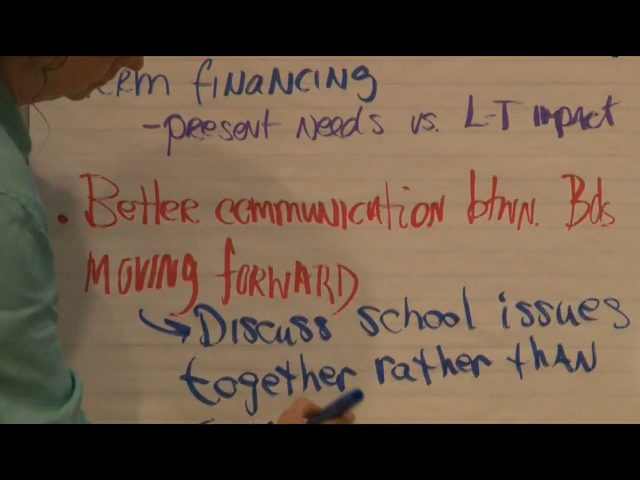 FINANCING
-PRESENT NEEDS vs. L-T IMPACT
• Better communication btwn. Bds
MOVING FORWARD
↳ Discuss school issues
together rather than